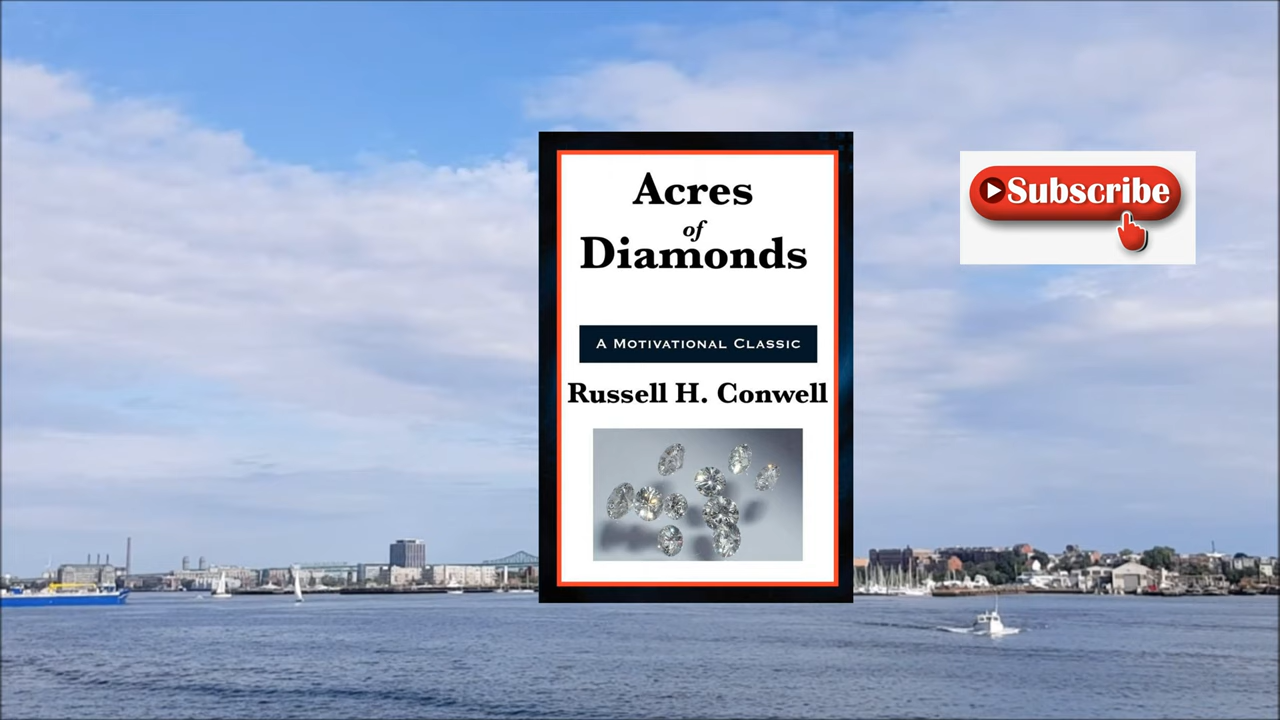 Acres
of
Diamonds
A Motivational Classic
Russell H. Conwell
Subscribe